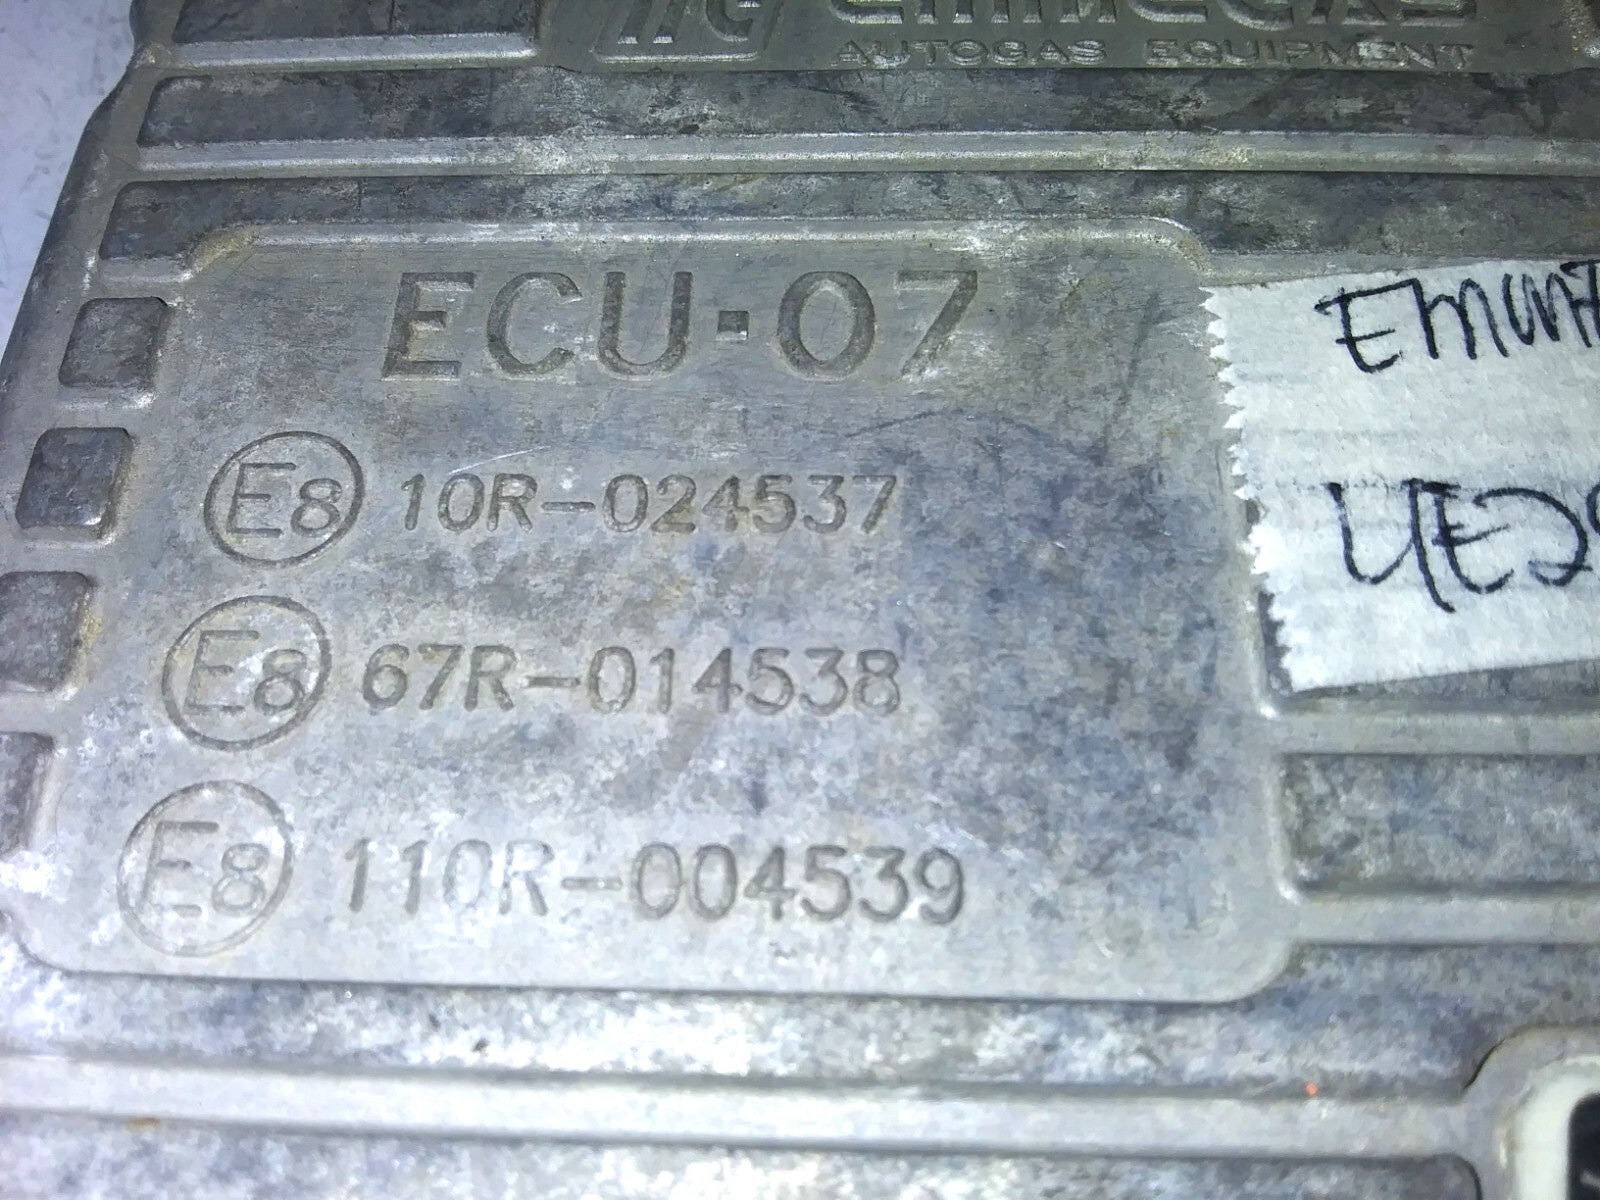 AUTOGAS EQUIPMENT
ECU-07
E8 10R-024537
E8 67R-014538
E8 110R-004539